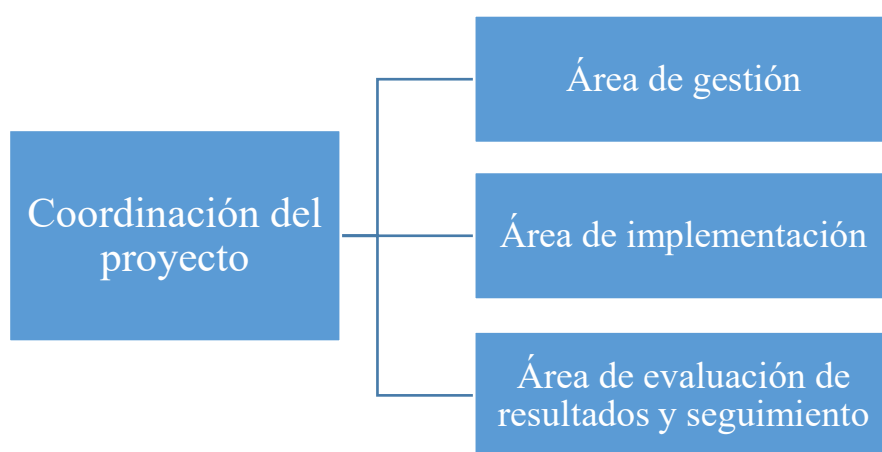 Coordinación del
proyecto
Área de gestión
Área de implementación
Área de evaluación de
resultados y seguimiento